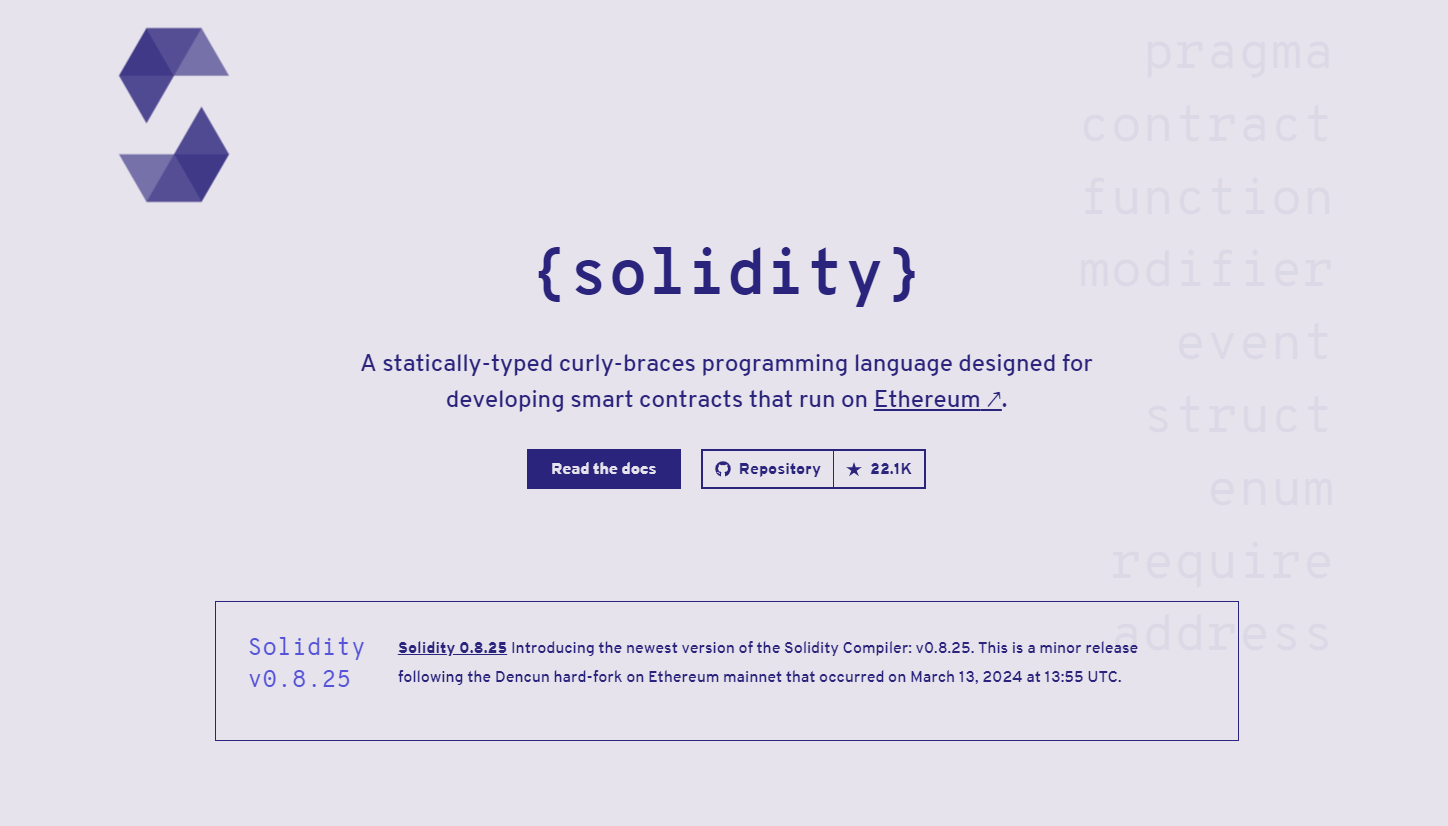 pragma
contract
function
modifier
event
struct
enum
require
address
{solidity}
A statically-typed curly-braces programming language designed for
developing smart contracts that run on Ethereum ↗.
Read the docs
Repository ★ 22.1K
Solidity
v0.8.25
Solidity 0.8.25 Introducing the newest version of the Solidity Compiler: v0.8.25. This is a minor release
following the Dencun hard-fork on Ethereum mainnet that occurred on March 13, 2024 at 13:55 UTC.